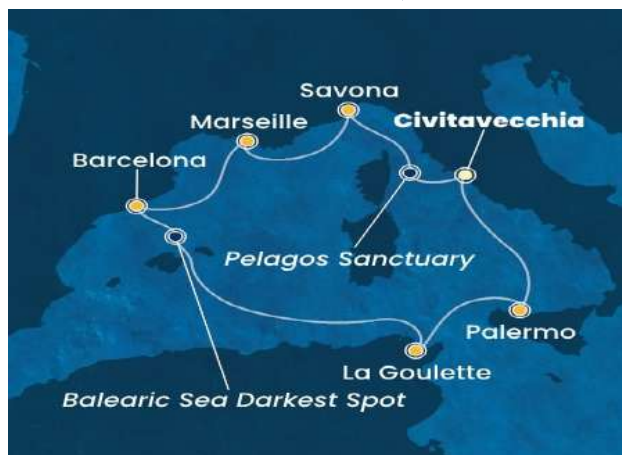 Savona
Marseille
Civitavecchia
Barcelona
Pelagos Sanctuary
Palermo
La Goulette
Balearic Sea Darkest Spot